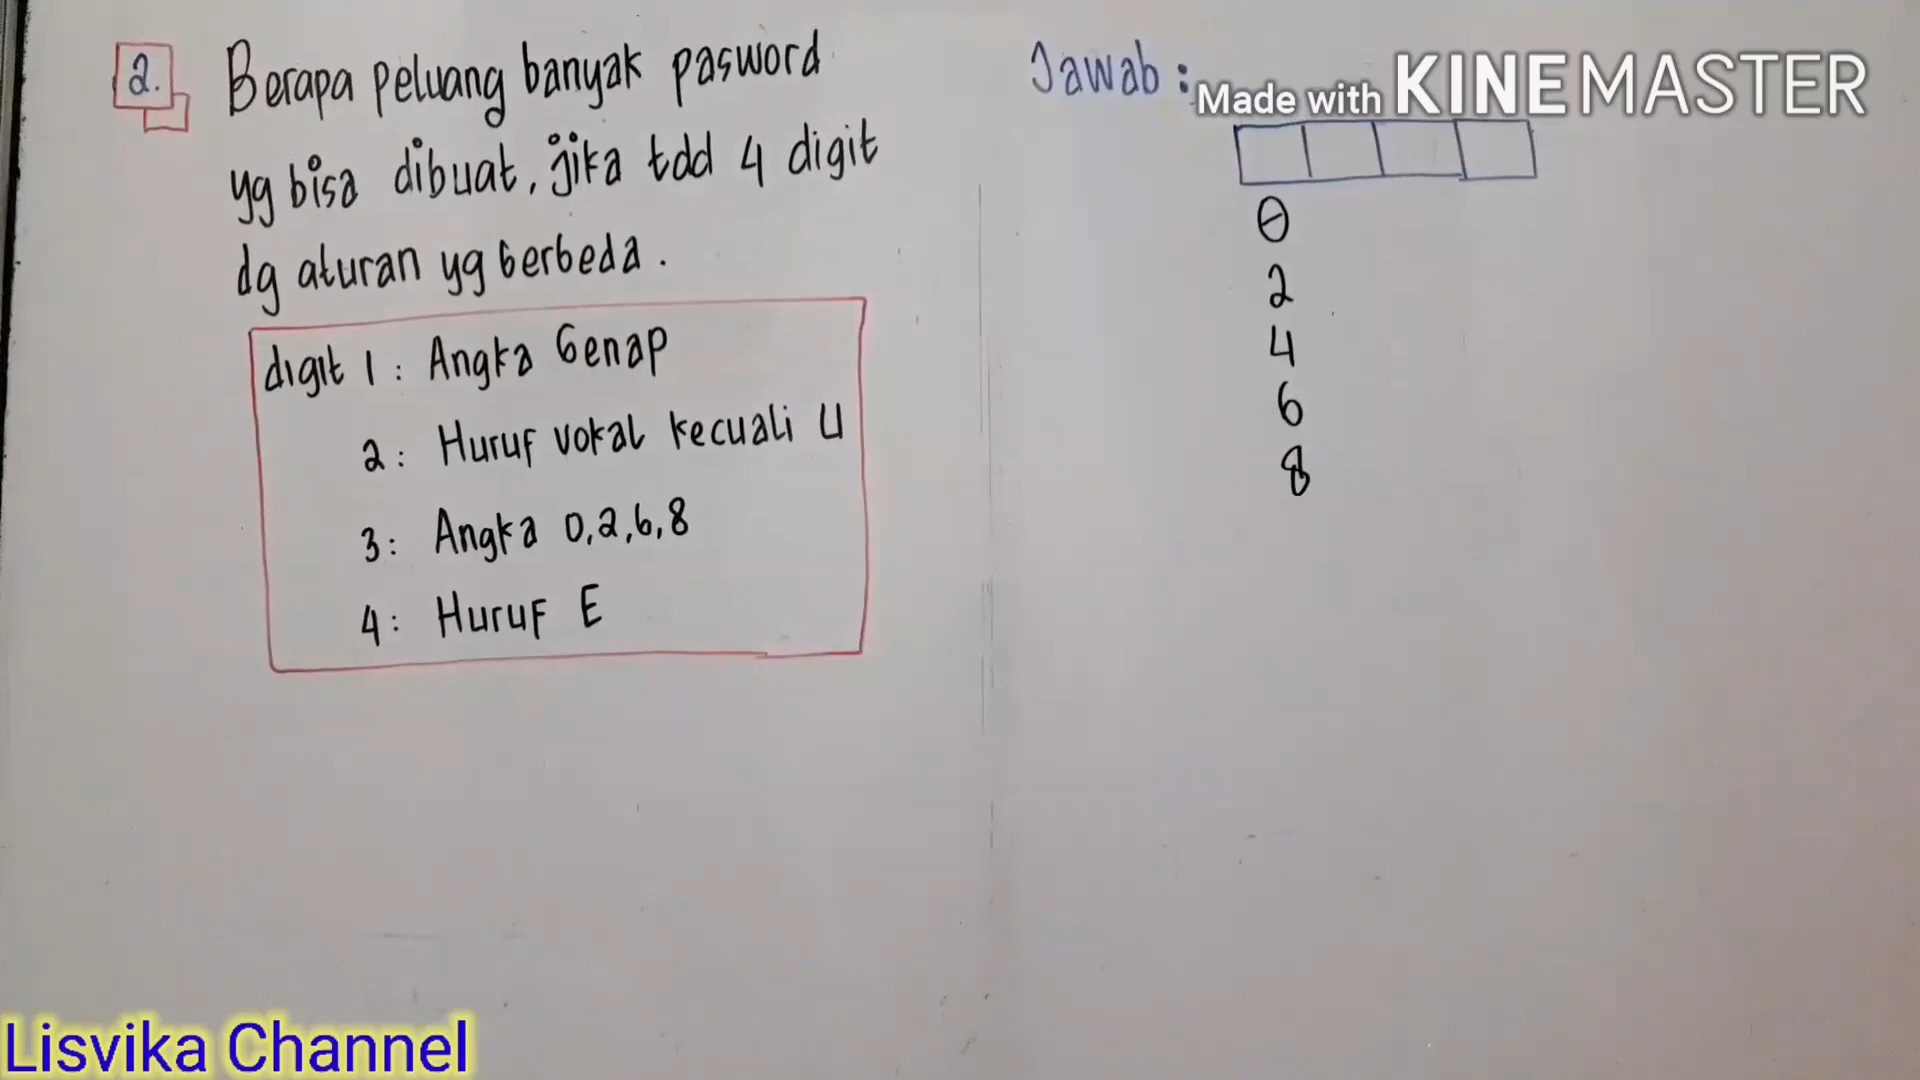 2. Berapa peluang banyak pasword
yg bisa dibuat, jika tdd 4 digit
dg aturan yg berbeda.
digit 1 : Angka Genap
2 : Huruf vokal kecuali U
3 : Angka 0,2,6,8
4 : Huruf E
Jawab :
Made with KINEMASTER
0
2
4
6
8
Lisvika Channel